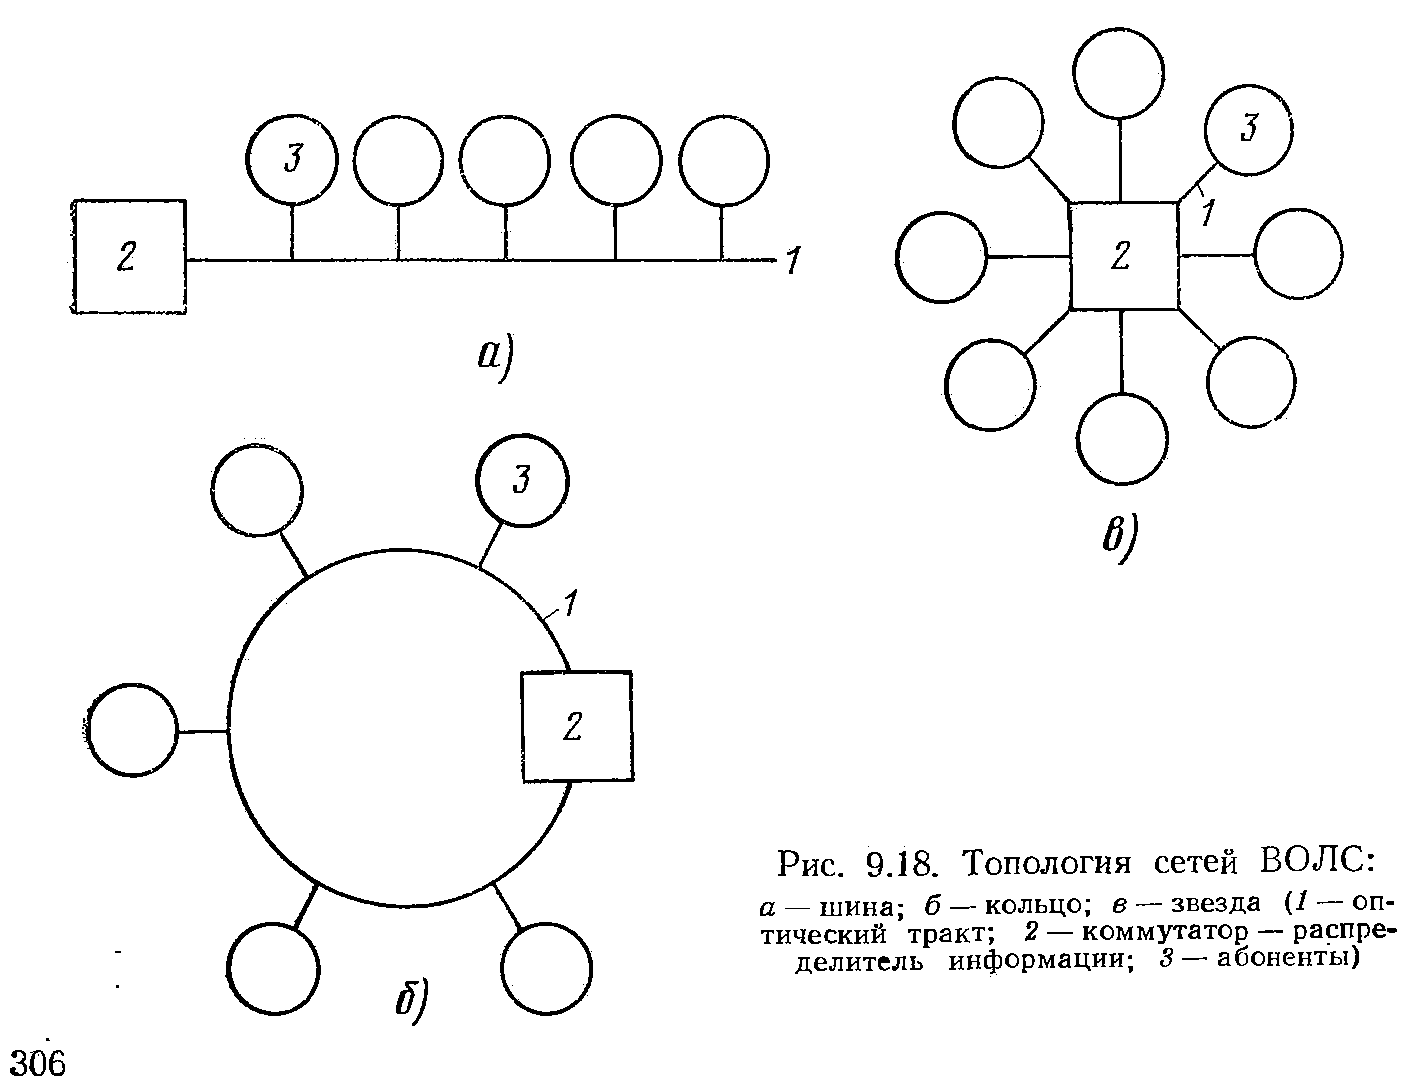 3
2
1
а)
3
1
2
в)
3
1
2
б)
Рис. 9.18. Топология сетей ВОЛС:
а — шина; б — кольцо; в — звезда (1 — оп-
тический тракт; 2 — коммутатор — распре-
делитель информации; 3 — абоненты)
306